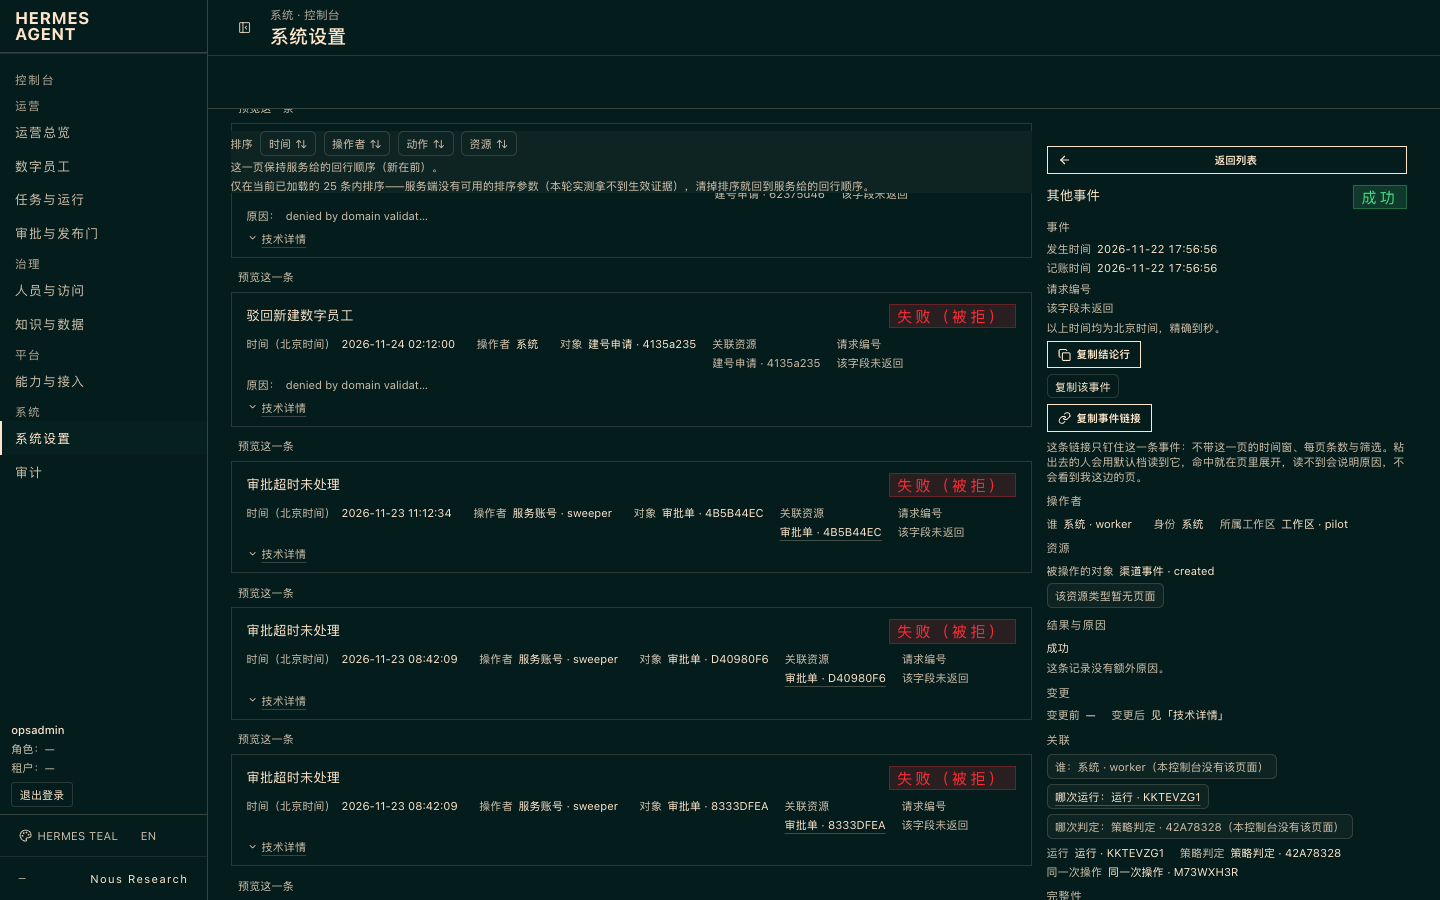 HERMES
AGENT
控制台
运营
运营总览
数字员工
任务与运行
审批与发布门
治理
人员与访问
知识与数据
平台
能力与接入
系统
系统设置
审计
opsadmin
角色： —
租户： —
退出登录
HERMES TEAL EN
— Nous Research
系统 · 控制台
系统设置
预览这一条
排序 时间 操作者 动作 资源
这一页保持服务给的回行顺序（新在前）。
仅在当前已加载的 25 条内排序——服务端没有可用的排序参数（本轮实测拿不到生效证据），清掉排序就回到服务给的回行顺序。
建号申请 · 62375d46 该字段未返回
原因： denied by domain validat...
技术详情
预览这一条
驳回新建数字员工 失败（被拒）
时间（北京时间） 2026-11-24 02:12:00 操作者 系统 对象 建号申请 · 4135a235 关联资源 请求编号
建号申请 · 4135a235 该字段未返回
原因： denied by domain validat...
技术详情
预览这一条
审批超时未处理 失败（被拒）
时间（北京时间） 2026-11-23 11:12:34 操作者 服务账号 · sweeper 对象 审批单 · 4B5B44EC 关联资源 请求编号
审批单 · 4B5B44EC 该字段未返回
技术详情
预览这一条
审批超时未处理 失败（被拒）
时间（北京时间） 2026-11-23 08:42:09 操作者 服务账号 · sweeper 对象 审批单 · D40980F6 关联资源 请求编号
审批单 · D40980F6 该字段未返回
技术详情
预览这一条
审批超时未处理 失败（被拒）
时间（北京时间） 2026-11-23 08:42:09 操作者 服务账号 · sweeper 对象 审批单 · 8333DFEA 关联资源 请求编号
审批单 · 8333DFEA 该字段未返回
技术详情
预览这一条
返回列表
其他事件 成功
事件
发生时间 2026-11-22 17:56:56
记账时间 2026-11-22 17:56:56
请求编号
该字段未返回
以上时间均为北京时间，精确到秒。
复制结论行
复制该事件
复制事件链接
这条链接只钉住这一条事件：不带这一页的时间窗、每页条数与筛选。粘
出去的人会用默认档读到它，命中就在页里展开，读不到会说明原因，不
会看到我这边的页。
操作者
谁 系统 · worker 身份 系统 所属工作区 工作区 · pilot
资源
被操作的对象 渠道事件 · created
该资源类型暂无页面
结果与原因
成功
这条记录没有额外原因。
变更
变更前 — 变更后 见「技术详情」
关联
谁：系统 · worker（本控制台没有该页面）
哪次运行：运行 · KKTEVZG1
哪次判定：策略判定 · 42A78328（本控制台没有该页面）
运行 运行 · KKTEVZG1 策略判定 策略判定 · 42A78328
同一次操作 同一次操作 · M73WXH3R
完整性